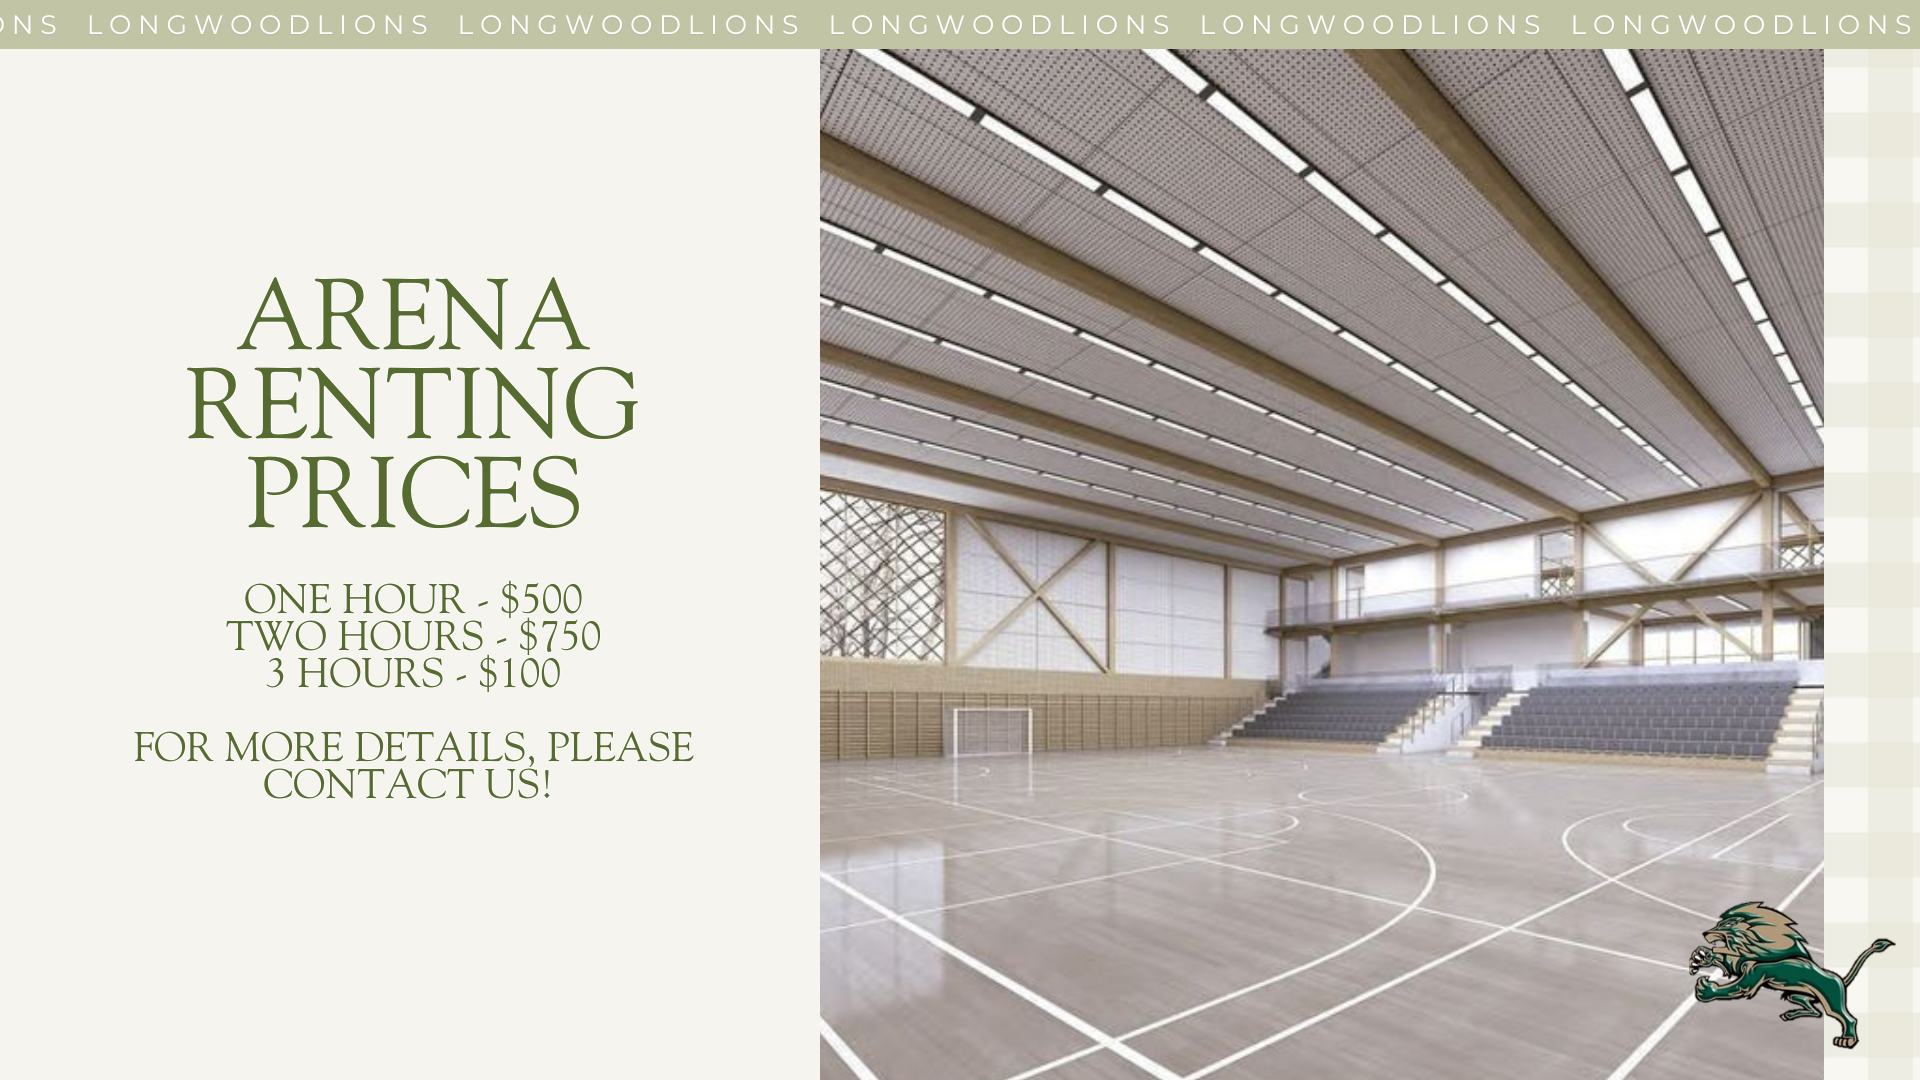 ONS LONGWOODLIONS LONGWOODLIONS LONGWOODLIONS LONGWOODLIONS LONGWOODLIONS
ARENA
RENTING
PRICES
ONE HOUR - $500
TWO HOURS - $750
3 HOURS - $100
FOR MORE DETAILS, PLEASE
CONTACT US!